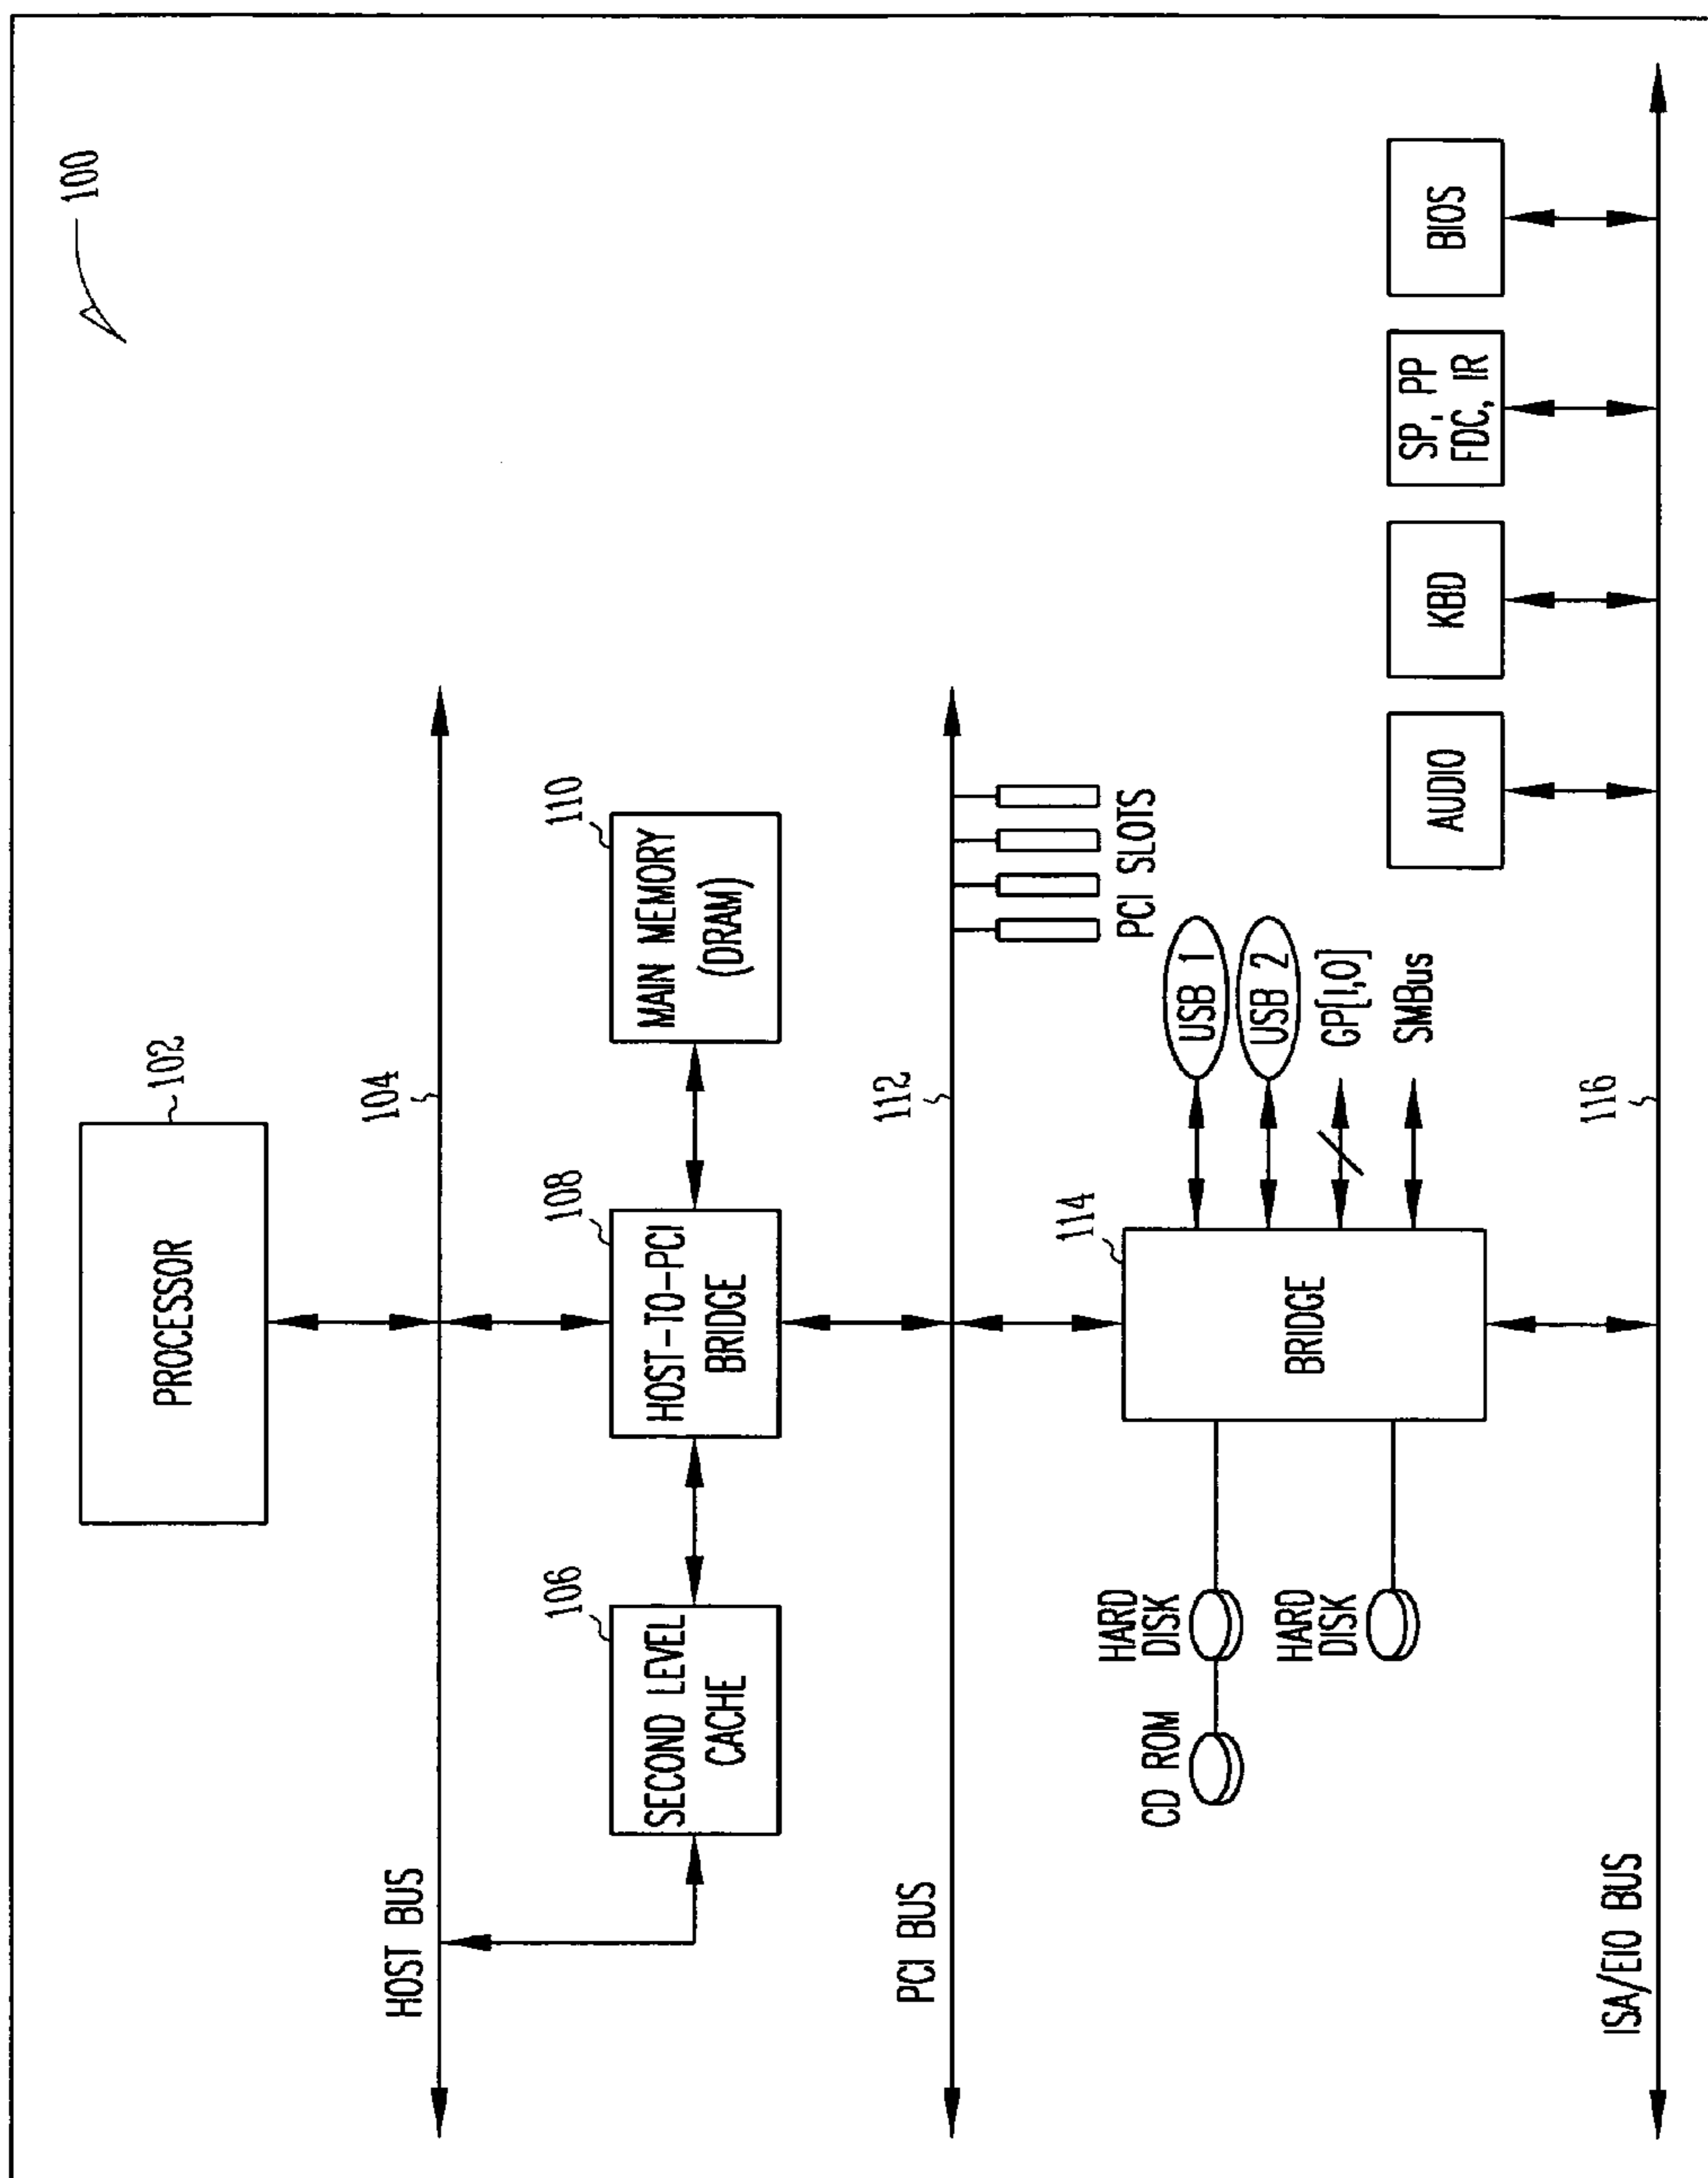 100
PROCESSOR
102
HOST BUS
104
SECOND LEVEL
CACHE
106
HOST-TO-PCI
BRIDGE
108
MAIN MEMORY
(DRAM)
110
PCI BUS
112
PCI SLOTS
CD ROM
HARD
DISK
HARD
DISK
BRIDGE
114
USB 1
USB 2
GP[I,O]
SMBus
AUDIO
KBD
SP, PP
FDC, IR
BIOS
ISA/EIO BUS
116